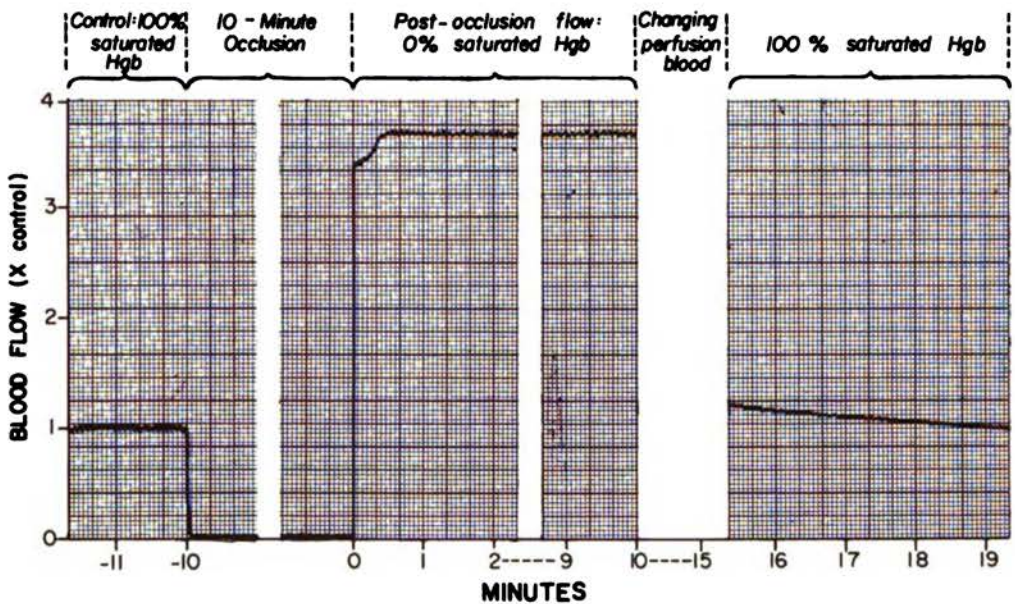 Control:100%
saturated
Hgb
10 - Minute
Occlusion
Post-occlusion flow:
0% saturated Hgb
Changing
perfusion
blood
100 % saturated Hgb
BLOOD FLOW (X control)
4
3
2
1
0
-11 -10 0 1 2-----9 10----15 16 17 18 19
MINUTES